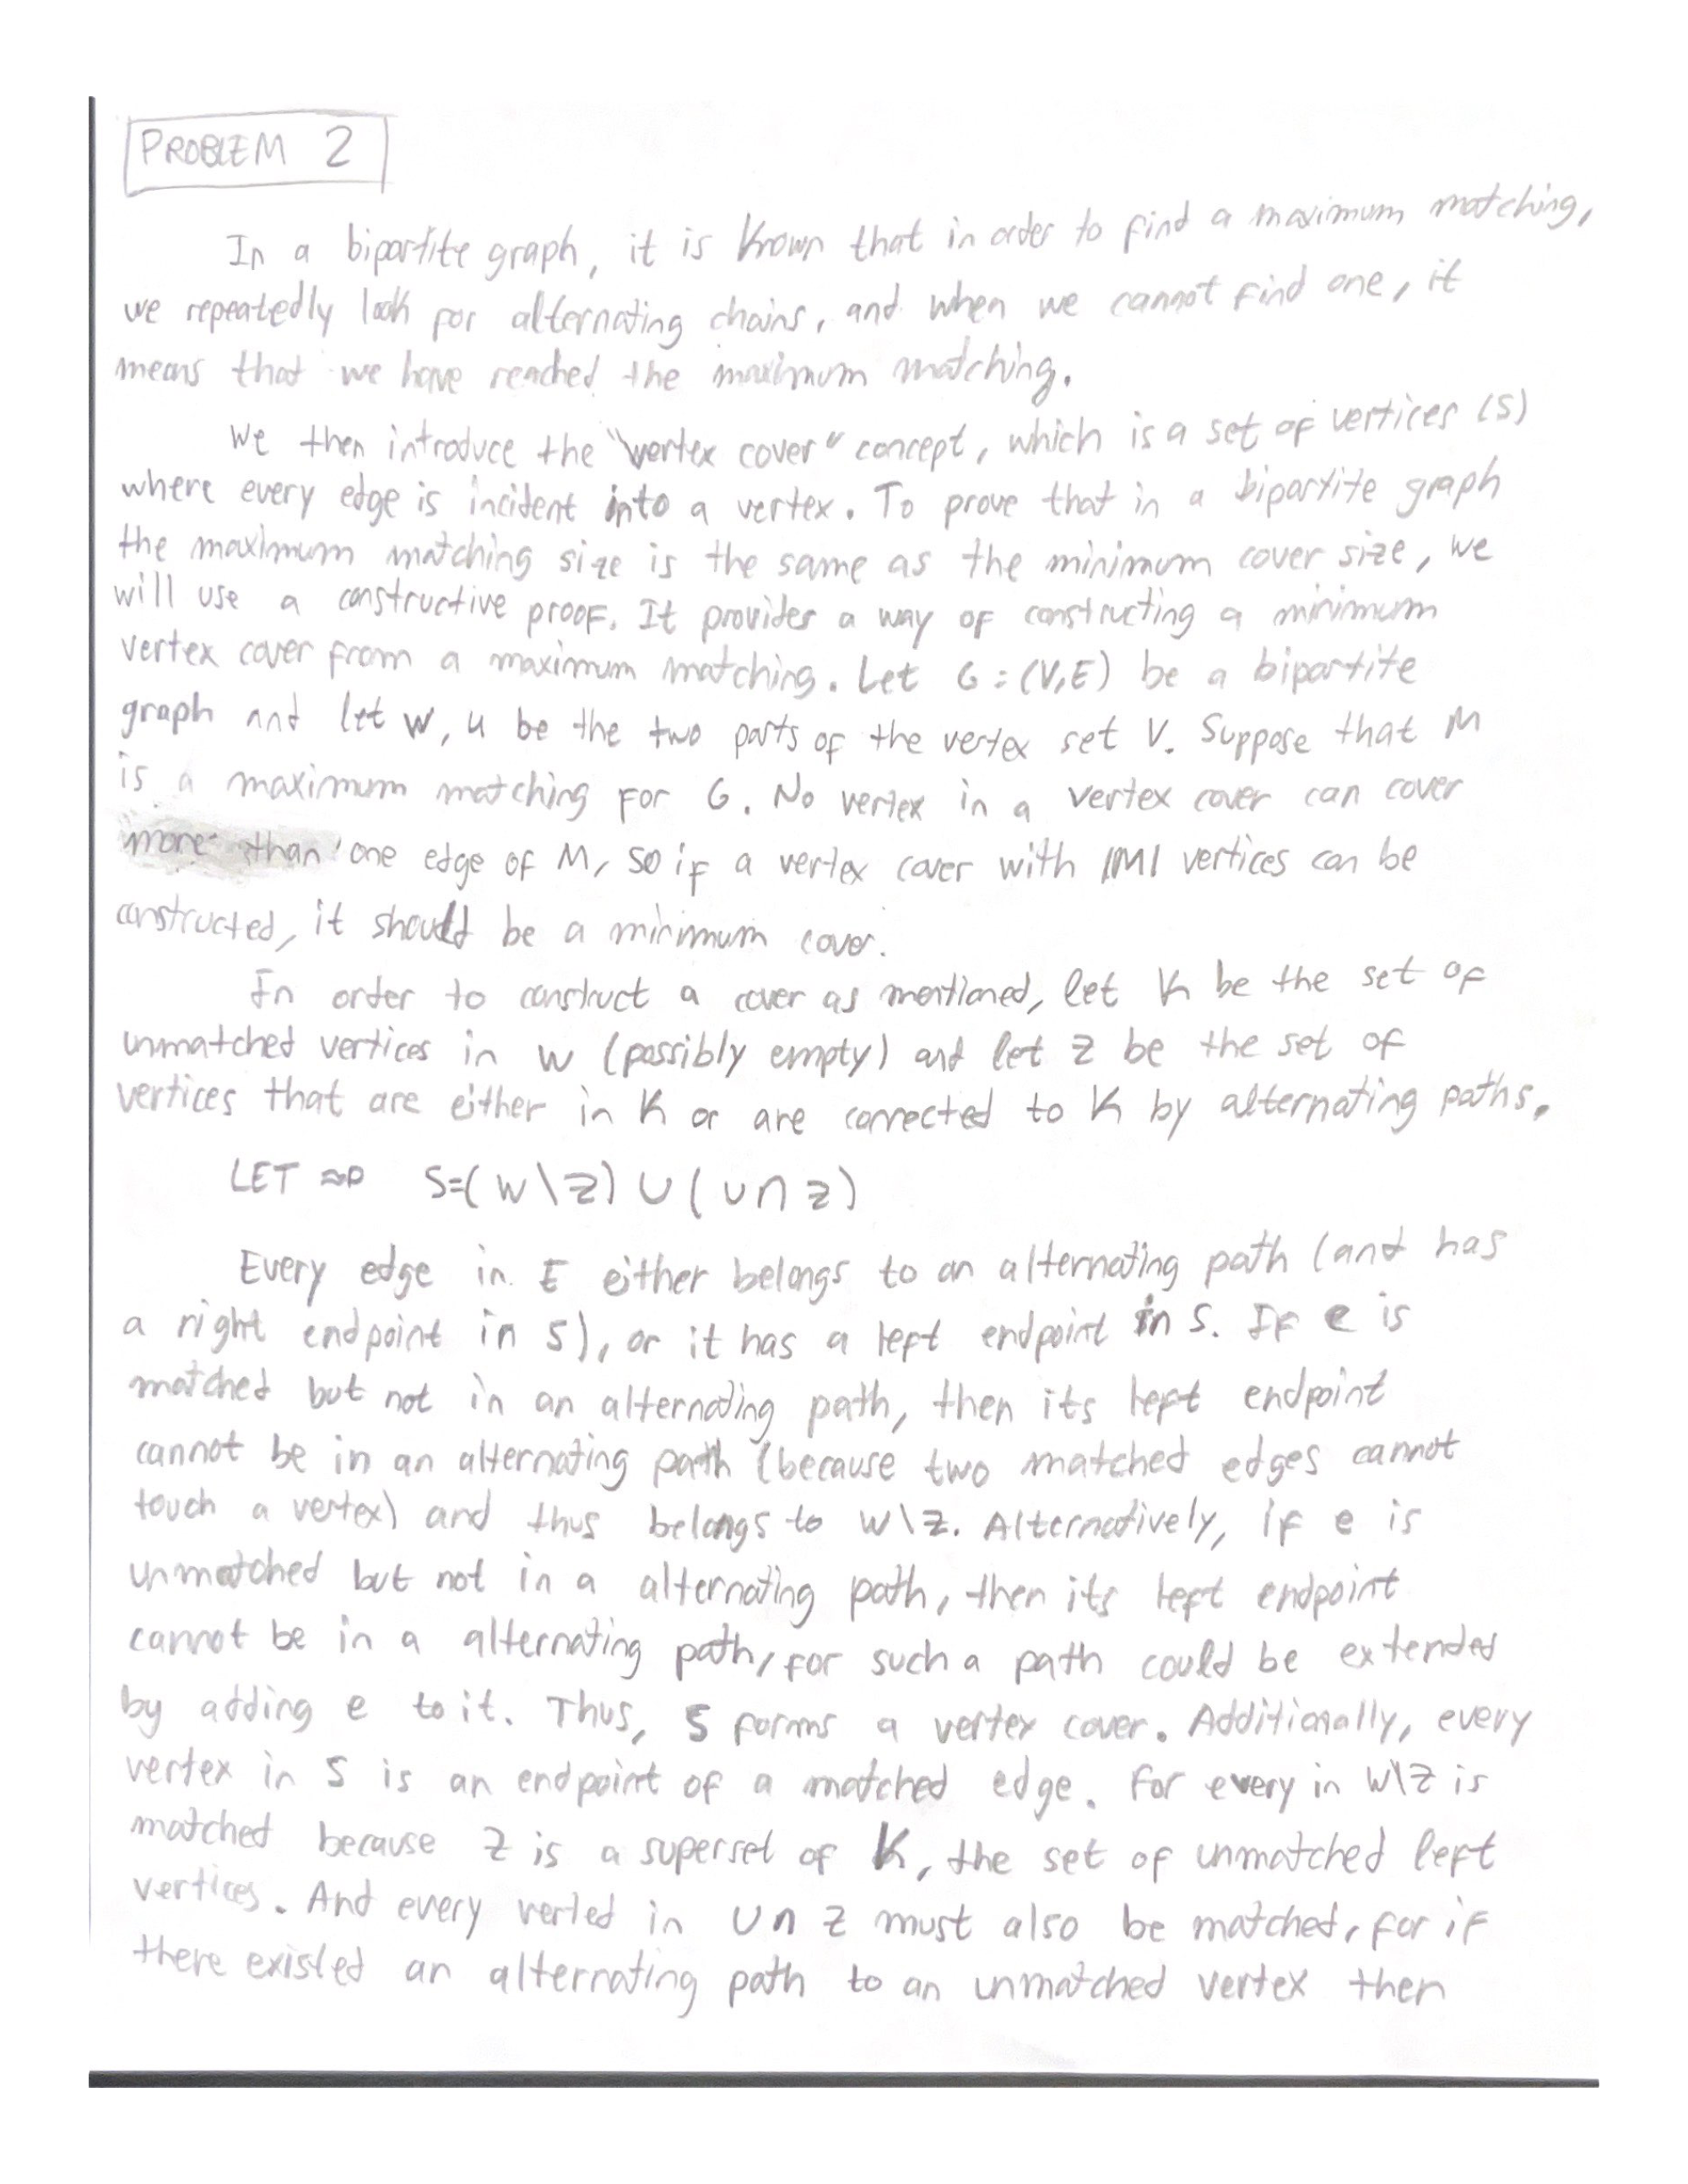 PROBLEM 2
In a bipartite graph, it is known that in order to find a maximum matching,
we repeatedly look for alternating chains, and when we cannot find one, it
means that we have reached the maximum matching.
We then introduce the "vertex cover" concept, which is a set of vertices (S)
where every edge is incident into a vertex. To prove that in a bipartite graph
the maximum matching size is the same as the minimum cover size, we
will use a constructive proof. It provides a way of constructing a minimum
vertex cover from a maximum matching. Let G = (V,E) be a bipartite
graph and let w, u be the two parts of the vertex set V. Suppose that M
is a maximum matching for G. No vertex in a vertex cover can cover
more than one edge of M, so if a vertex cover with |M| vertices can be
constructed, it should be a minimum cover.
In order to construct a cover as mentioned, let K be the set of
unmatched vertices in w (possibly empty) and let z be the set of
vertices that are either in K or are connected to K by alternating paths.
LET S=(W\Z) ∪ (U∩Z)
Every edge in E either belongs to an alternating path (and has
a right endpoint in S), or it has a left endpoint in S. If e is
matched but not in an alternating path, then its left endpoint
cannot be in an alternating path (because two matched edges cannot
touch a vertex) and thus belongs to W\Z. Alternatively, if e is
unmatched but not in a alternating path, then its left endpoint
cannot be in a alternating path, for such a path could be extended
by adding e to it. Thus, S forms a vertex cover. Additionally, every
vertex in S is an endpoint of a matched edge. For every in W\Z is
matched because Z is a superset of K, the set of unmatched left
vertices. And every verted in U∩Z must also be matched, for if
there existed an alternating path to an unmatched vertex then